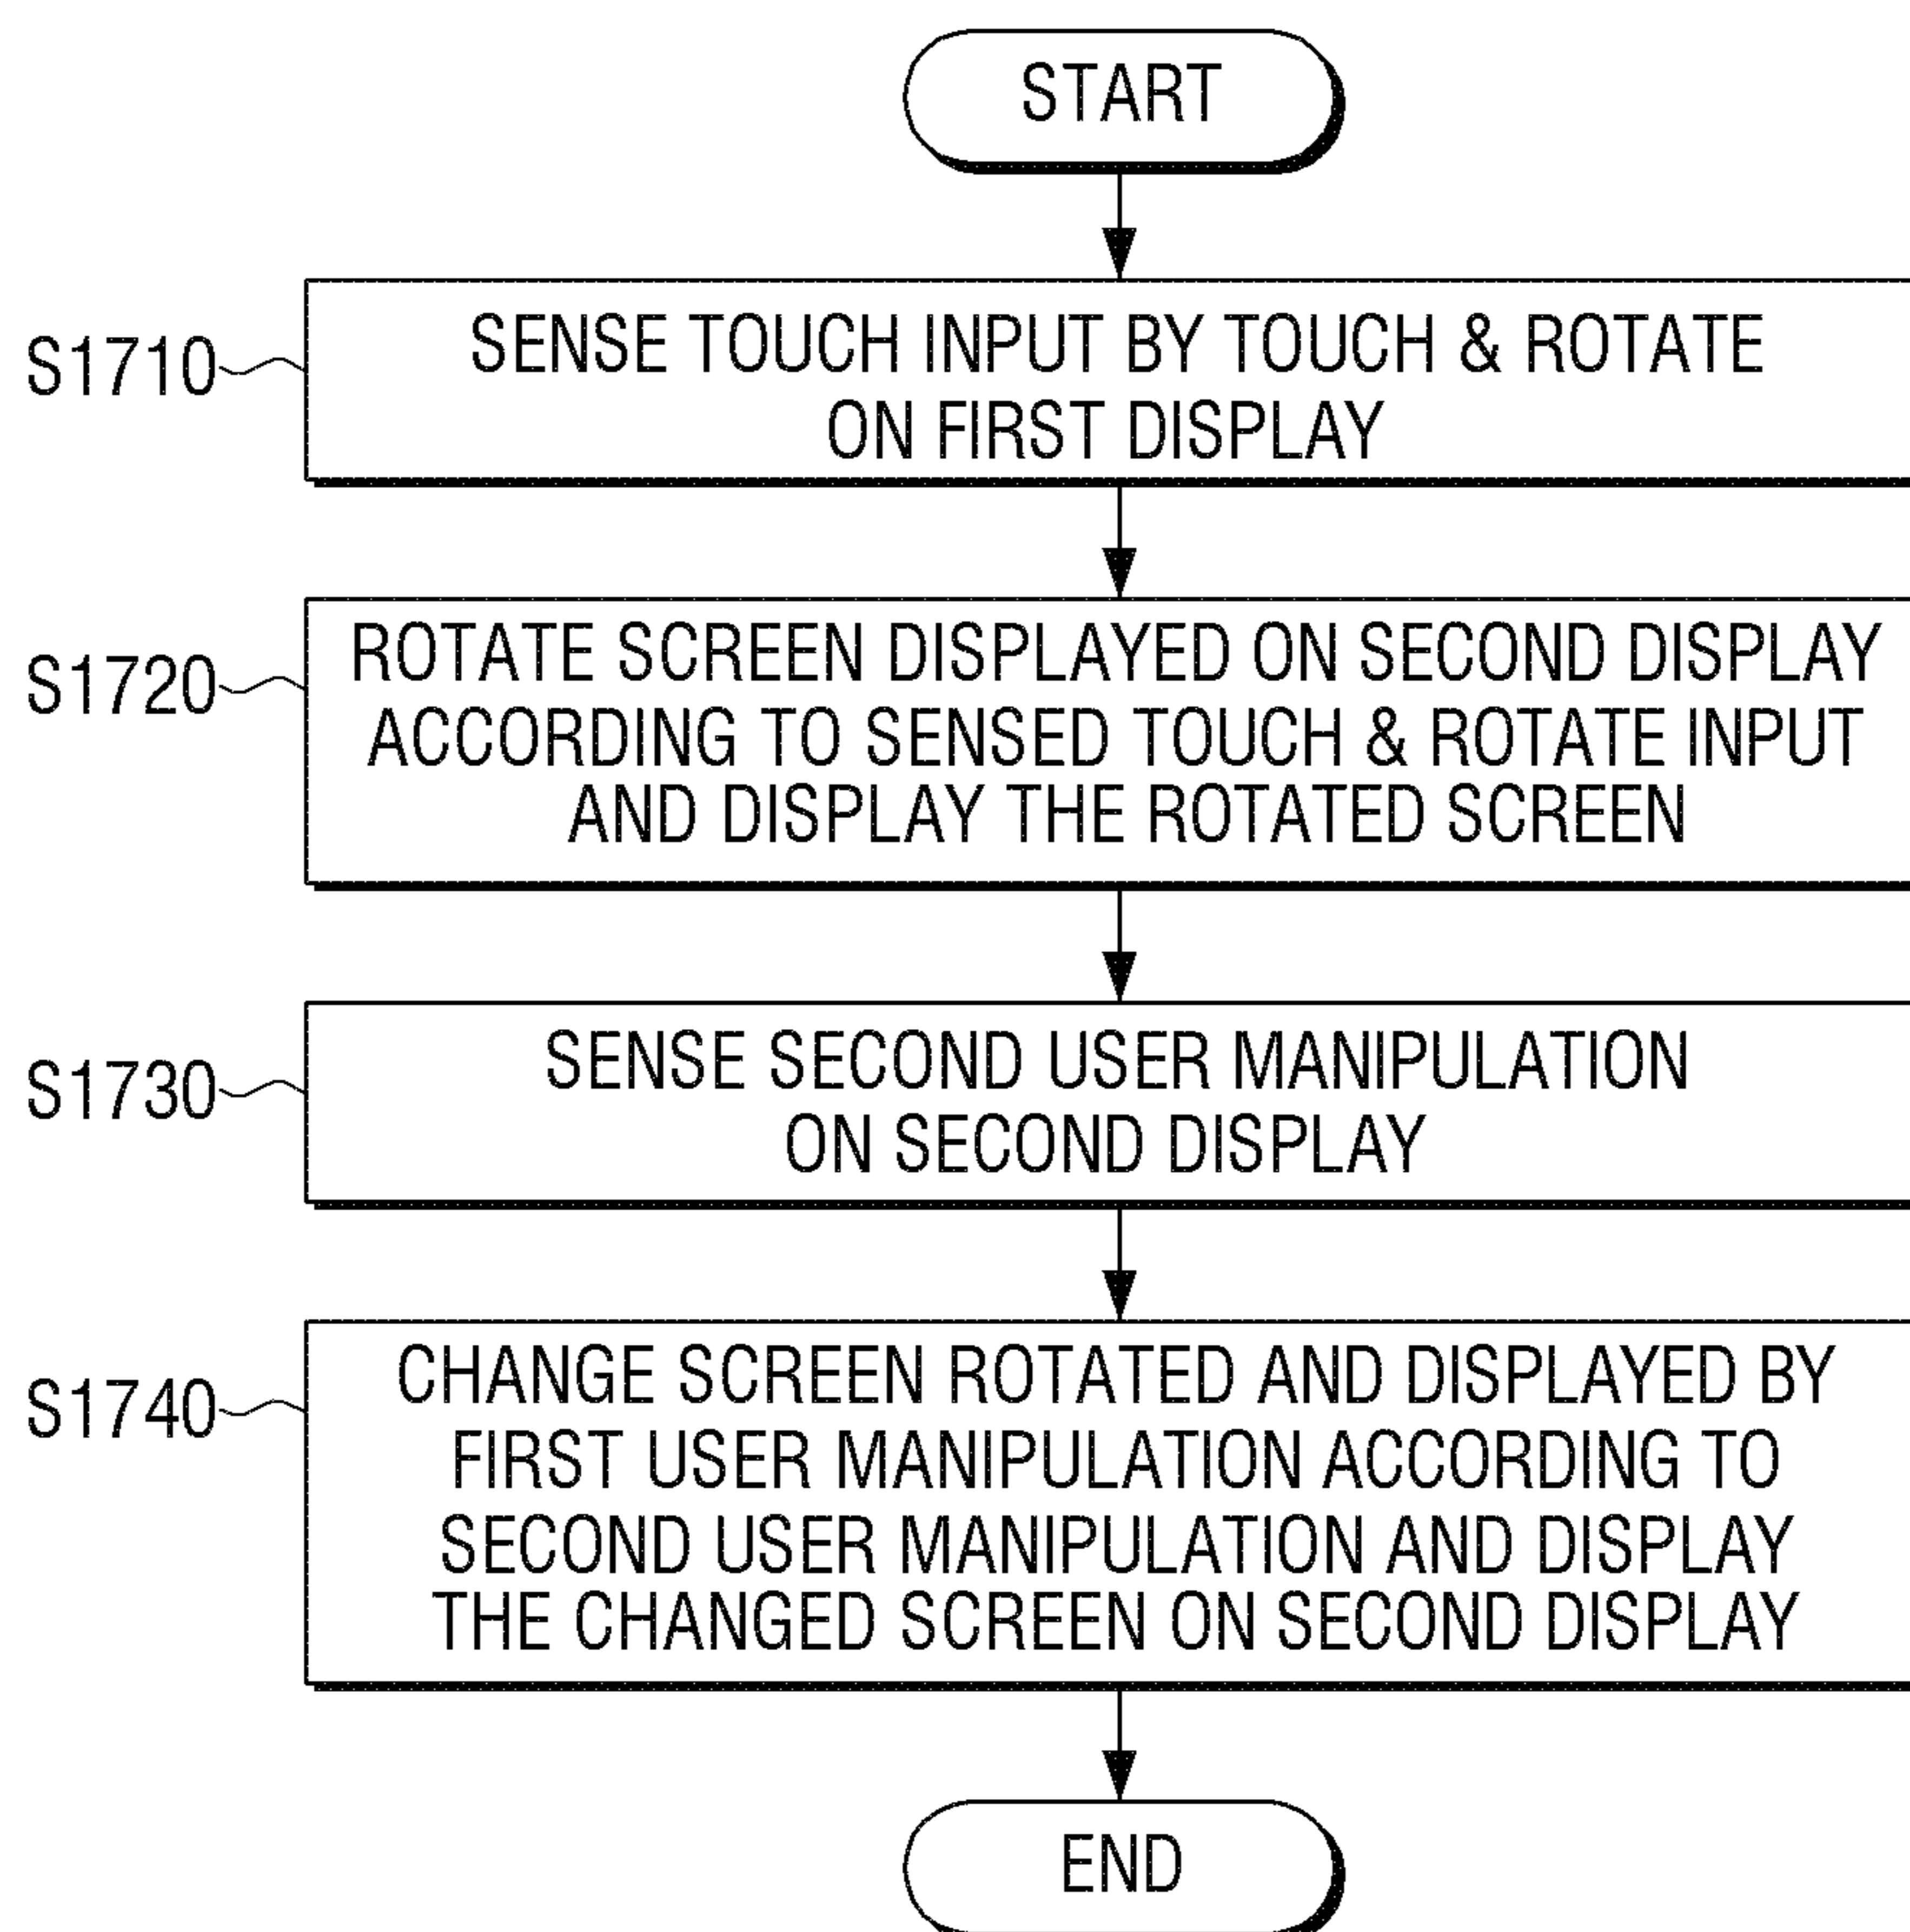 START
S1710
SENSE TOUCH INPUT BY TOUCH & ROTATE
ON FIRST DISPLAY
S1720
ROTATE SCREEN DISPLAYED ON SECOND DISPLAY
ACCORDING TO SENSED TOUCH & ROTATE INPUT
AND DISPLAY THE ROTATED SCREEN
S1730
SENSE SECOND USER MANIPULATION
ON SECOND DISPLAY
S1740
CHANGE SCREEN ROTATED AND DISPLAYED BY
FIRST USER MANIPULATION ACCORDING TO
SECOND USER MANIPULATION AND DISPLAY
THE CHANGED SCREEN ON SECOND DISPLAY
END